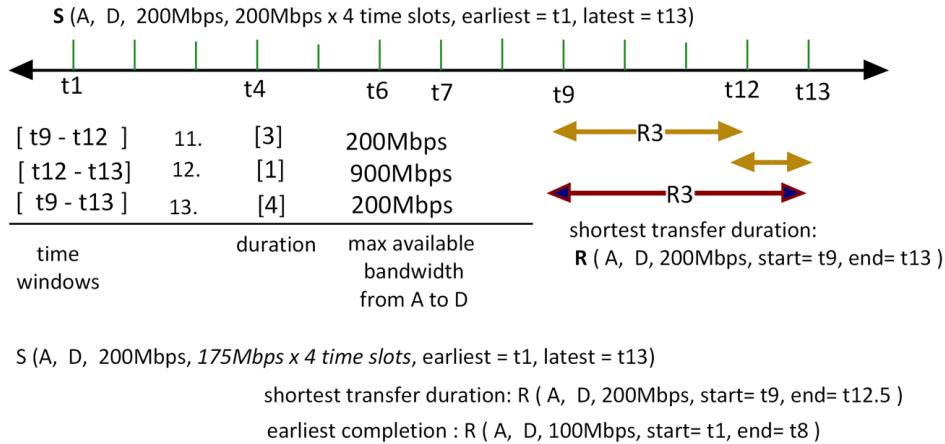 S (A, D, 200Mbps, 200Mbps x 4 time slots, earliest = t1, latest = t13)
t1 t4 t6 t7 t9 t12 t13
[ t9 - t12 ] 11. [3] 200Mbps R3
[t12 - t13] 12. [1] 900Mbps
[ t9 - t13 ] 13. [4] 200Mbps R3
time windows
duration
max available bandwidth from A to D
shortest transfer duration:
R ( A, D, 200Mbps, start= t9, end= t13 )
S (A, D, 200Mbps, 175Mbps x 4 time slots, earliest = t1, latest = t13)
shortest transfer duration: R ( A, D, 200Mbps, start= t9, end= t12.5 )
earliest completion : R ( A, D, 100Mbps, start= t1, end= t8 )